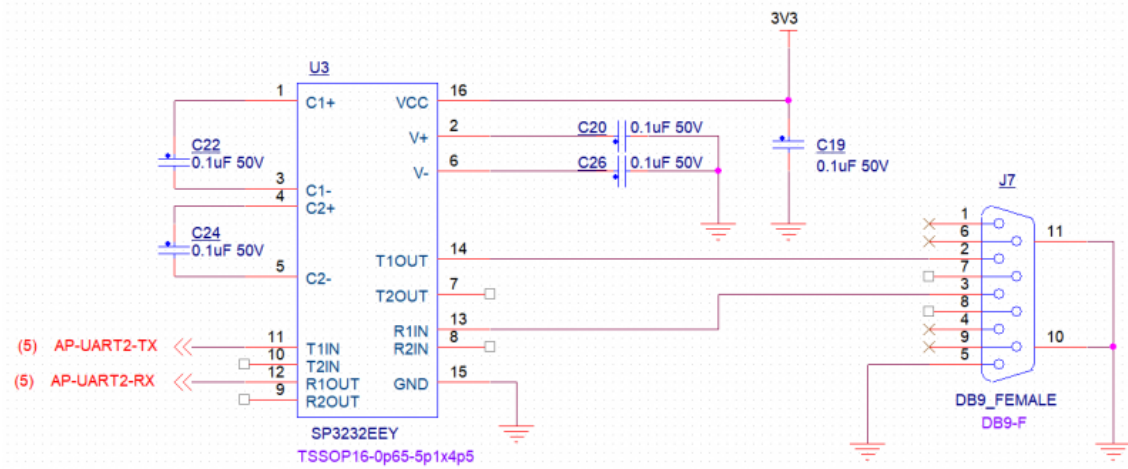 3V3
U3
1 C1+ VCC 16
C22
0.1uF 50V
V+ 2 C20 0.1uF 50V
V- 6 C26 0.1uF 50V
C19
0.1uF 50V
3 C1-
4 C2+
C24
0.1uF 50V
5 C2-
T1OUT 14
T2OUT 7
R1IN 13
R2IN 8
(5) AP-UART2-TX 11 T1IN
10 T2IN
(5) AP-UART2-RX 12 R1OUT GND 15
9 R2OUT
SP3232EEY
TSSOP16-0p65-5p1x4p5
J7
1
6 11
2
7
3
8
4
9 10
5
DB9_FEMALE
DB9-F